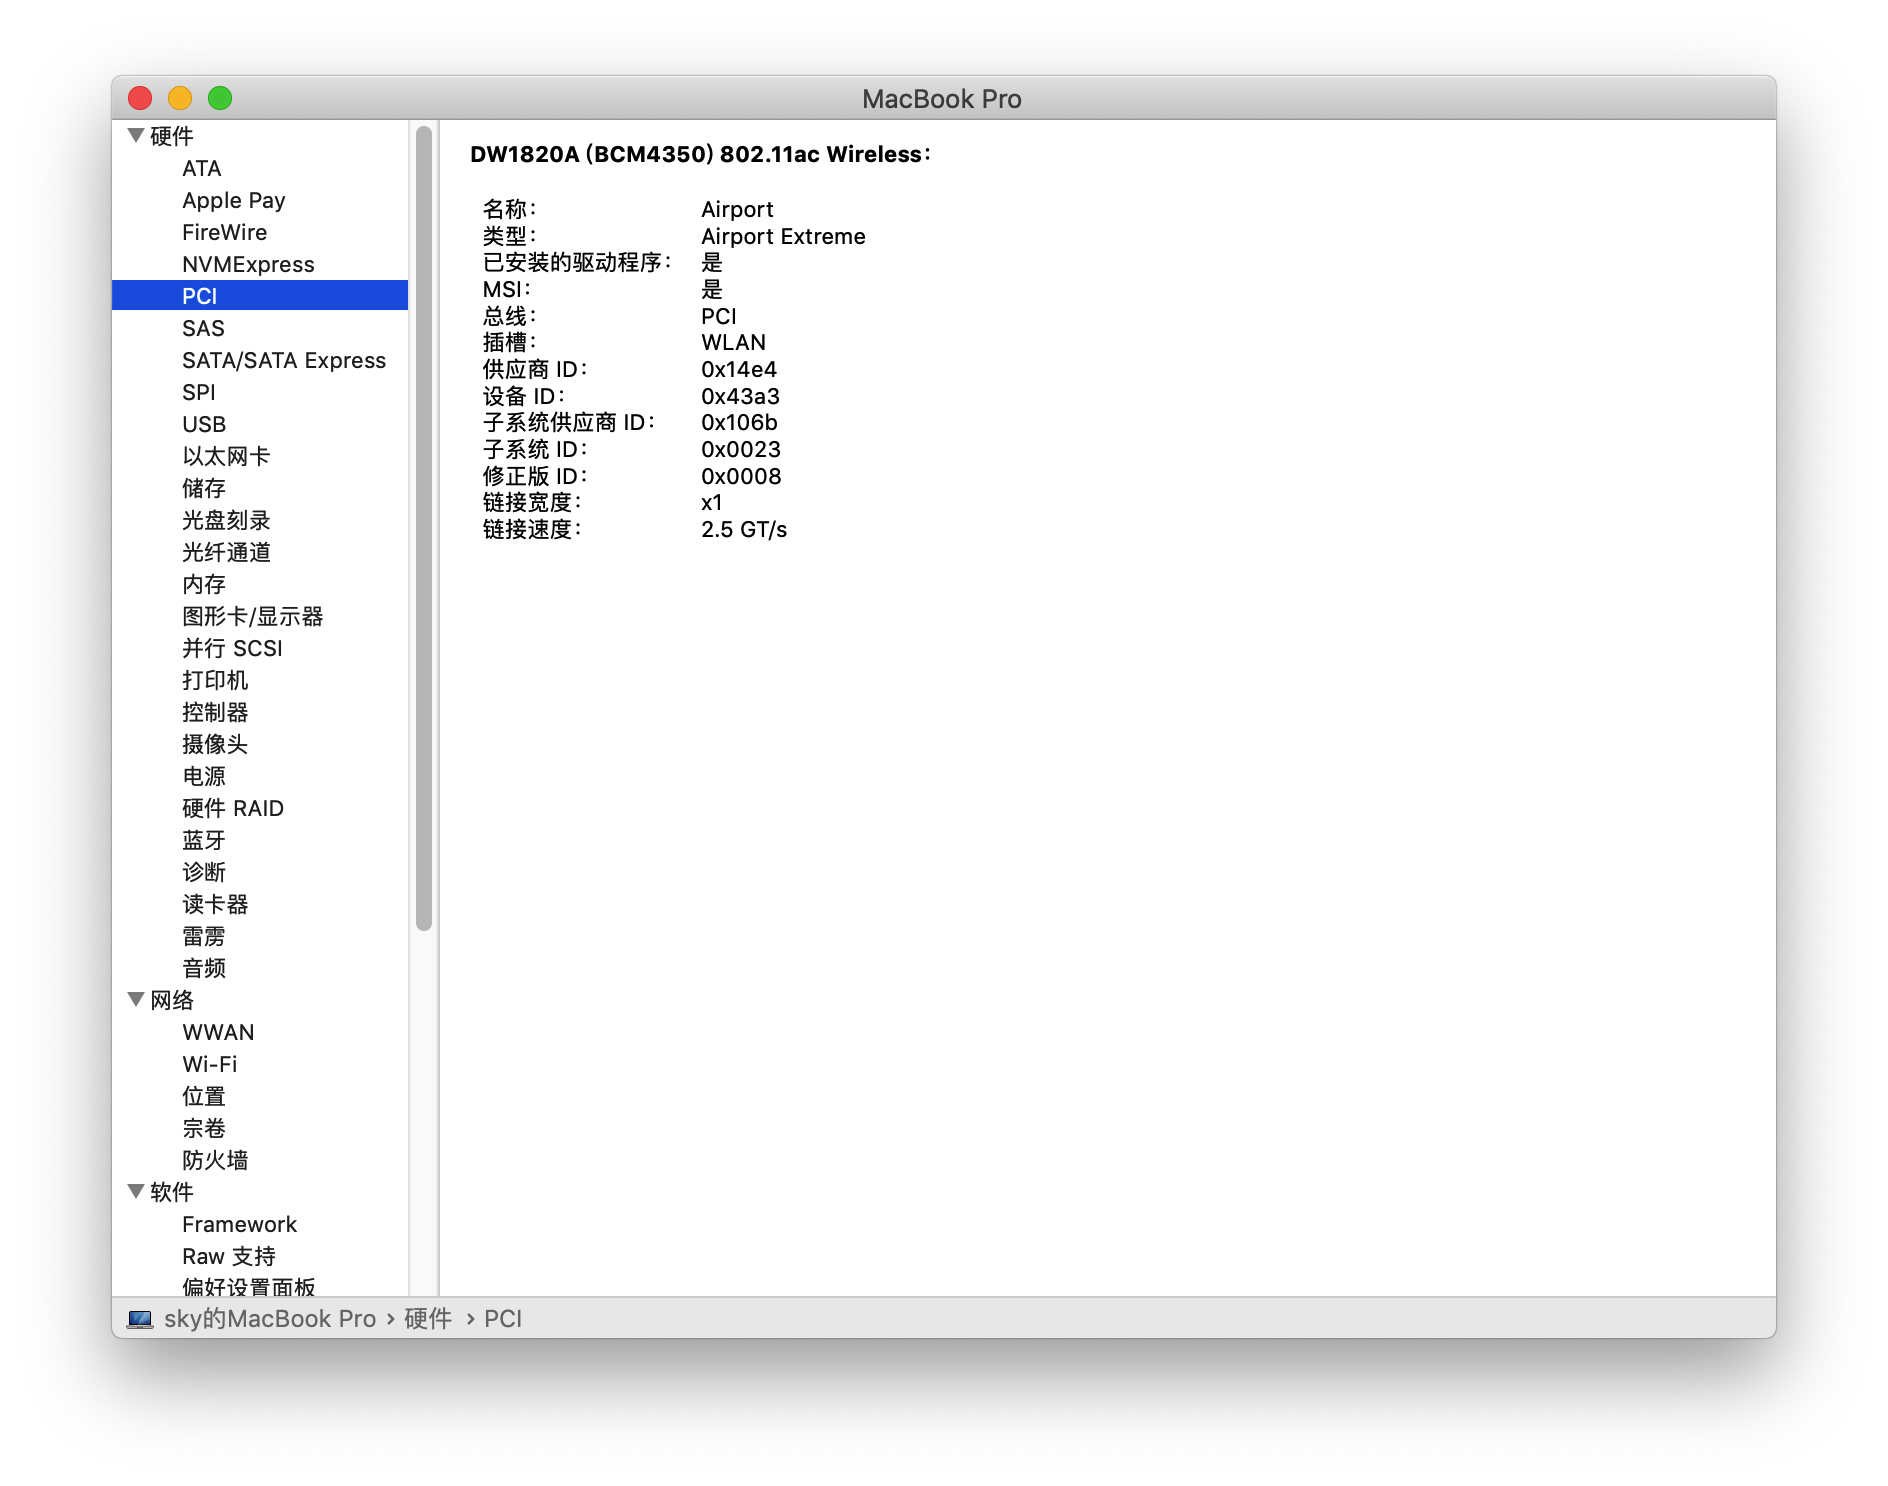 MacBook Pro
硬件
ATA
Apple Pay
FireWire
NVMExpress
PCI
SAS
SATA/SATA Express
SPI
USB
以太网卡
储存
光盘刻录
光纤通道
内存
图形卡/显示器
并行 SCSI
打印机
控制器
摄像头
电源
硬件 RAID
蓝牙
诊断
读卡器
雷雳
音频
网络
WWAN
Wi-Fi
位置
宗卷
防火墙
软件
Framework
Raw 支持
偏好设置面板
DW1820A (BCM4350) 802.11ac Wireless：
名称： Airport
类型： Airport Extreme
已安装的驱动程序： 是
MSI： 是
总线： PCI
插槽： WLAN
供应商 ID： 0x14e4
设备 ID： 0x43a3
子系统供应商 ID： 0x106b
子系统 ID： 0x0023
修正版 ID： 0x0008
链接宽度： x1
链接速度： 2.5 GT/s
sky的MacBook Pro › 硬件 › PCI